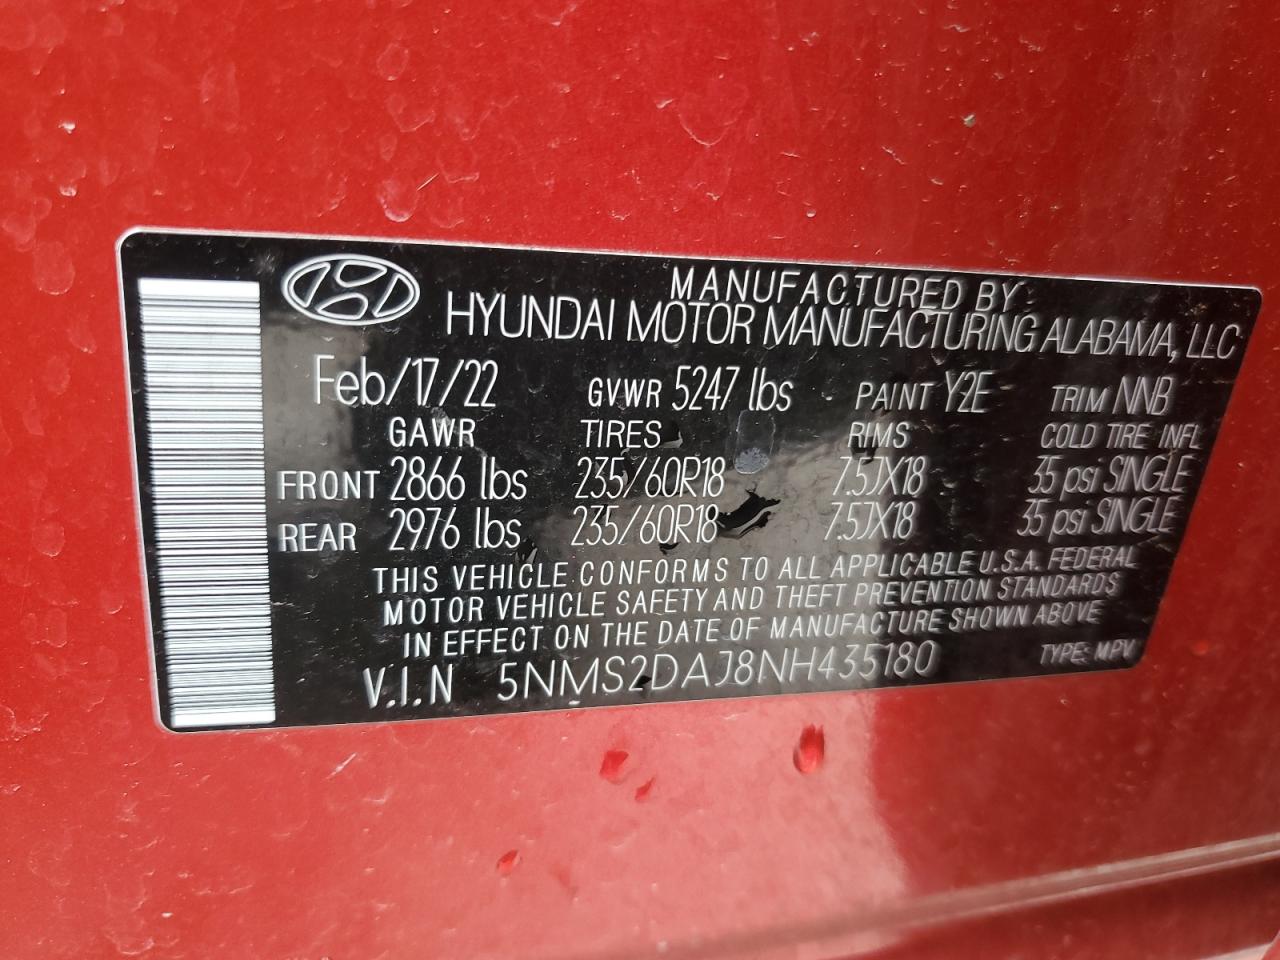 MANUFACTURED BY
HYUNDAI MOTOR MANUFACTURING ALABAMA, LLC
Feb/17/22 GVWR 5247 lbs PAINT Y2E TRIM NNB
GAWR TIRES RIMS COLD TIRE INFL
FRONT 2866 lbs 235/60R18 7.5JX18 35 psi SINGLE
REAR 2976 lbs 235/60R18 7.5JX18 35 psi SINGLE
THIS VEHICLE CONFORMS TO ALL APPLICABLE U.S.A. FEDERAL
MOTOR VEHICLE SAFETY AND THEFT PREVENTION STANDARDS
IN EFFECT ON THE DATE OF MANUFACTURE SHOWN ABOVE
V.I.N 5NMS2DAJ8NH435180 TYPE: MPV